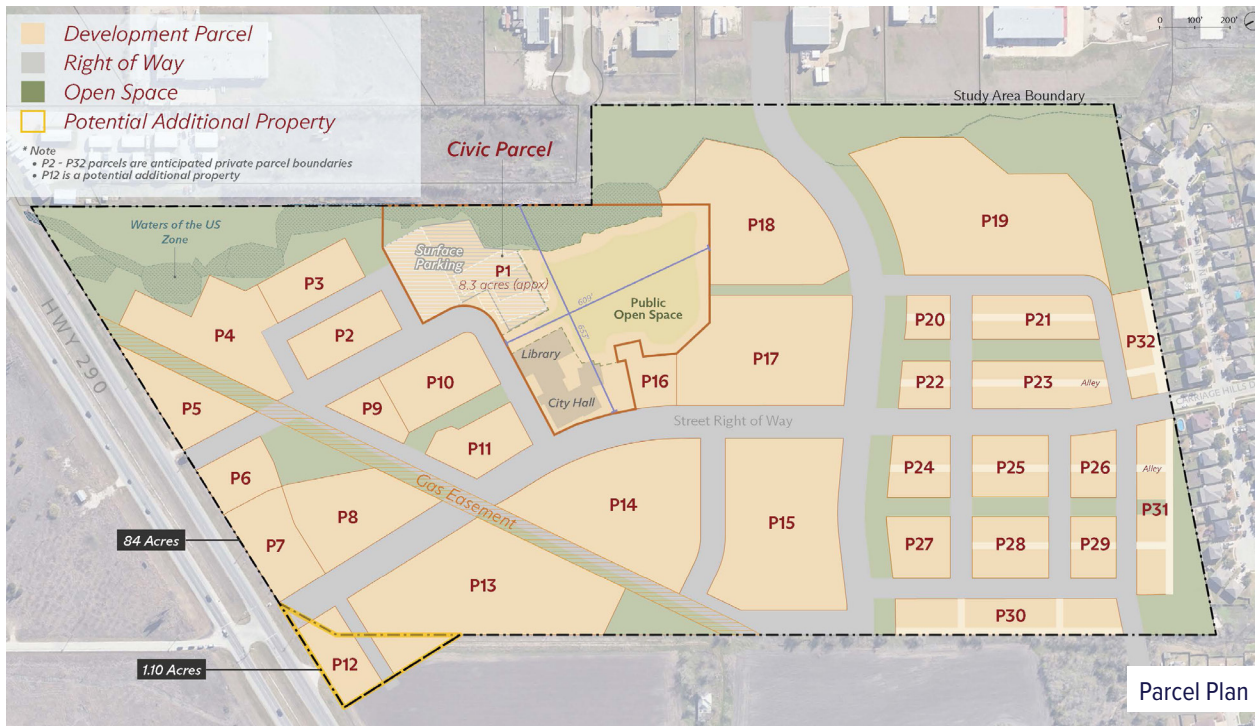 0 100' 200'
Development Parcel
Right of Way
Open Space
Potential Additional Property
* Note
• P2 - P32 parcels are anticipated private parcel boundaries
• P12 is a potential additional property
Study Area Boundary
Civic Parcel
Waters of the US
Zone
Surface
Parking
P1
8.3 acres (appx)
Public
Open Space
609'
653'
Library
City Hall
P18
P19
P3
P2
P4
P20
P21
P32
P17
P16
P10
P9
P5
P22
P23
Alley
HWY 290
CARRIAGE HILLS
Street Right of Way
P11
P6
P24
P25
P26
Alley
Gas Easement
P8
P14
P15
P31
P7
P27
P28
P29
84 Acres
P13
P30
P12
1.10 Acres
Parcel Plan